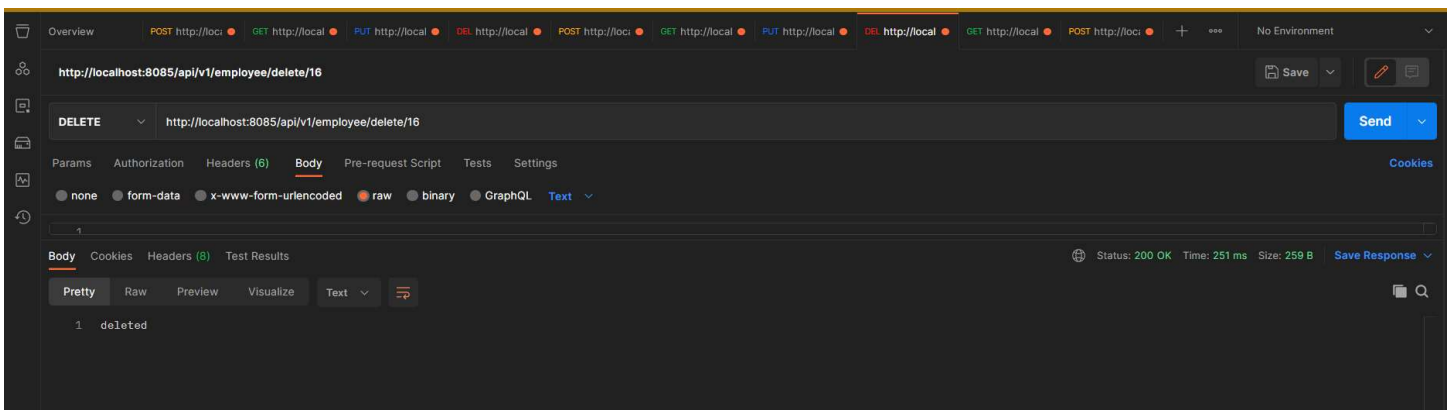 Overview POST http://loc: GET http://local PUT http://local DEL http://local POST http://loc: GET http://local PUT http://local DEL http://local GET http://local POST http://loc: + ooo No Environment
http://localhost:8085/api/v1/employee/delete/16 Save
DELETE http://localhost:8085/api/v1/employee/delete/16 Send
Params Authorization Headers (6) Body Pre-request Script Tests Settings Cookies
none form-data x-www-form-urlencoded raw binary GraphQL Text
1
Body Cookies Headers (8) Test Results Status: 200 OK Time: 251 ms Size: 259 B Save Response
Pretty Raw Preview Visualize Text
1 deleted